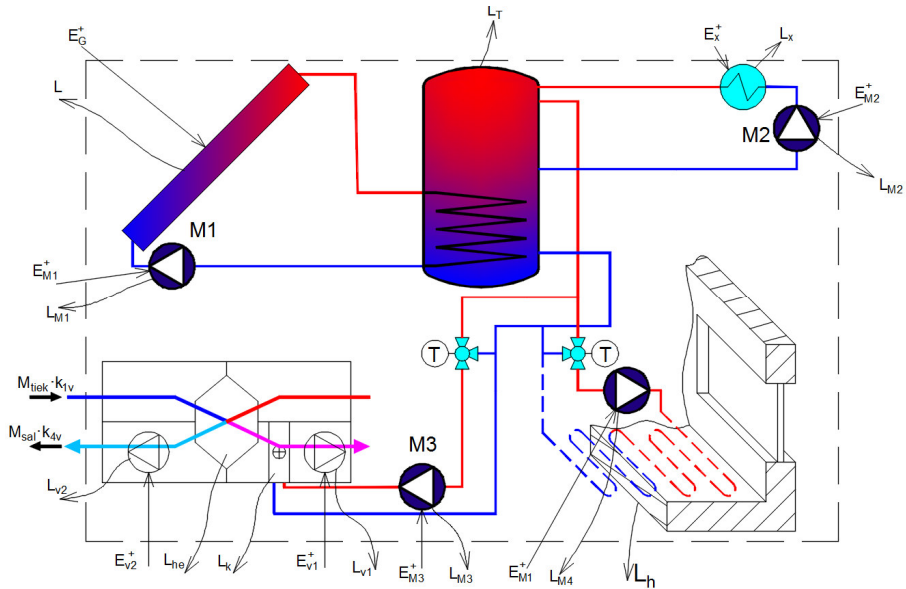 L_T
E_G^+
E_x^+
L_x
L
E_M2^+
M2
L_M2
M1
E_M1^+
L_M1
T
T
M_tiek·k_1v
M_sal·k_4v
M3
L_v2
E_v2^+
L_he
L_k
E_v1^+
L_v1
E_M3^+
L_M3
E_M1^+
L_M4
L_h